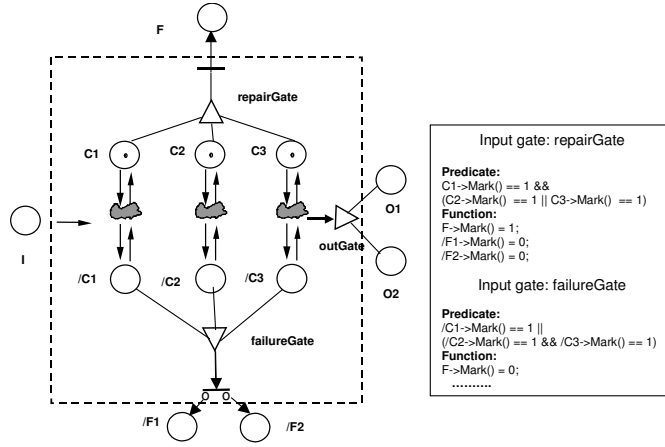 F
repairGate
C1
C2
C3
I
O1
outGate
O2
/C1
/C2
/C3
failureGate
O O
/F1
/F2
Input gate: repairGate
Predicate:
C1->Mark() == 1 &&
(C2->Mark() == 1 || C3->Mark() == 1)
Function:
F->Mark() = 1;
/F1->Mark() = 0;
/F2->Mark() = 0;
Input gate: failureGate
Predicate:
/C1->Mark() == 1 ||
(/C2->Mark() == 1 && /C3->Mark() == 1)
Function:
F->Mark() = 0;
..........